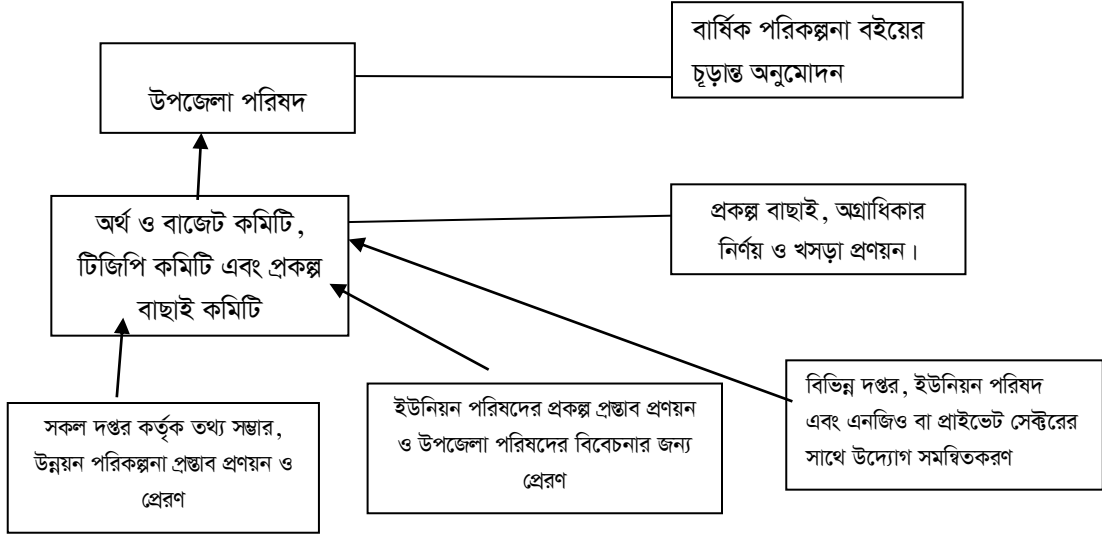 বার্ষিক পরিকল্পনা বইয়ের
চূড়ান্ত অনুমোদন
উপজেলা পরিষদ
অর্থ ও বাজেট কমিটি,
টিজিপি কমিটি এবং প্রকল্প
বাছাই কমিটি
প্রকল্প বাছাই, অগ্রাধিকার
নির্ণয় ও খসড়া প্রণয়ন।
সকল দপ্তর কর্তৃক তথ্য সম্ভার,
উন্নয়ন পরিকল্পনা প্রস্তাব প্রণয়ন ও
প্রেরণ
ইউনিয়ন পরিষদের প্রকল্প প্রস্তাব প্রণয়ন
ও উপজেলা পরিষদের বিবেচনার জন্য
প্রেরণ
বিভিন্ন দপ্তর, ইউনিয়ন পরিষদ
এবং এনজিও বা প্রাইভেট সেক্টরের
সাথে উদ্যোগ সমন্বিতকরণ